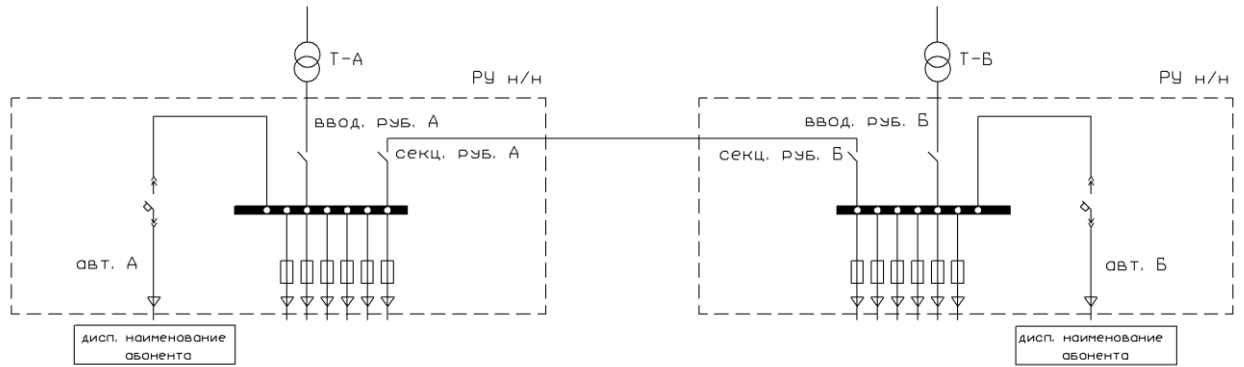 Т-А
Т-Б
РУ н/н
РУ н/н
ввод. руб. А
ввод. руб. Б
секц. руб. А
секц. руб. Б
авт. А
авт. Б
дисп. наименование
абонента
дисп. наименование
абонента